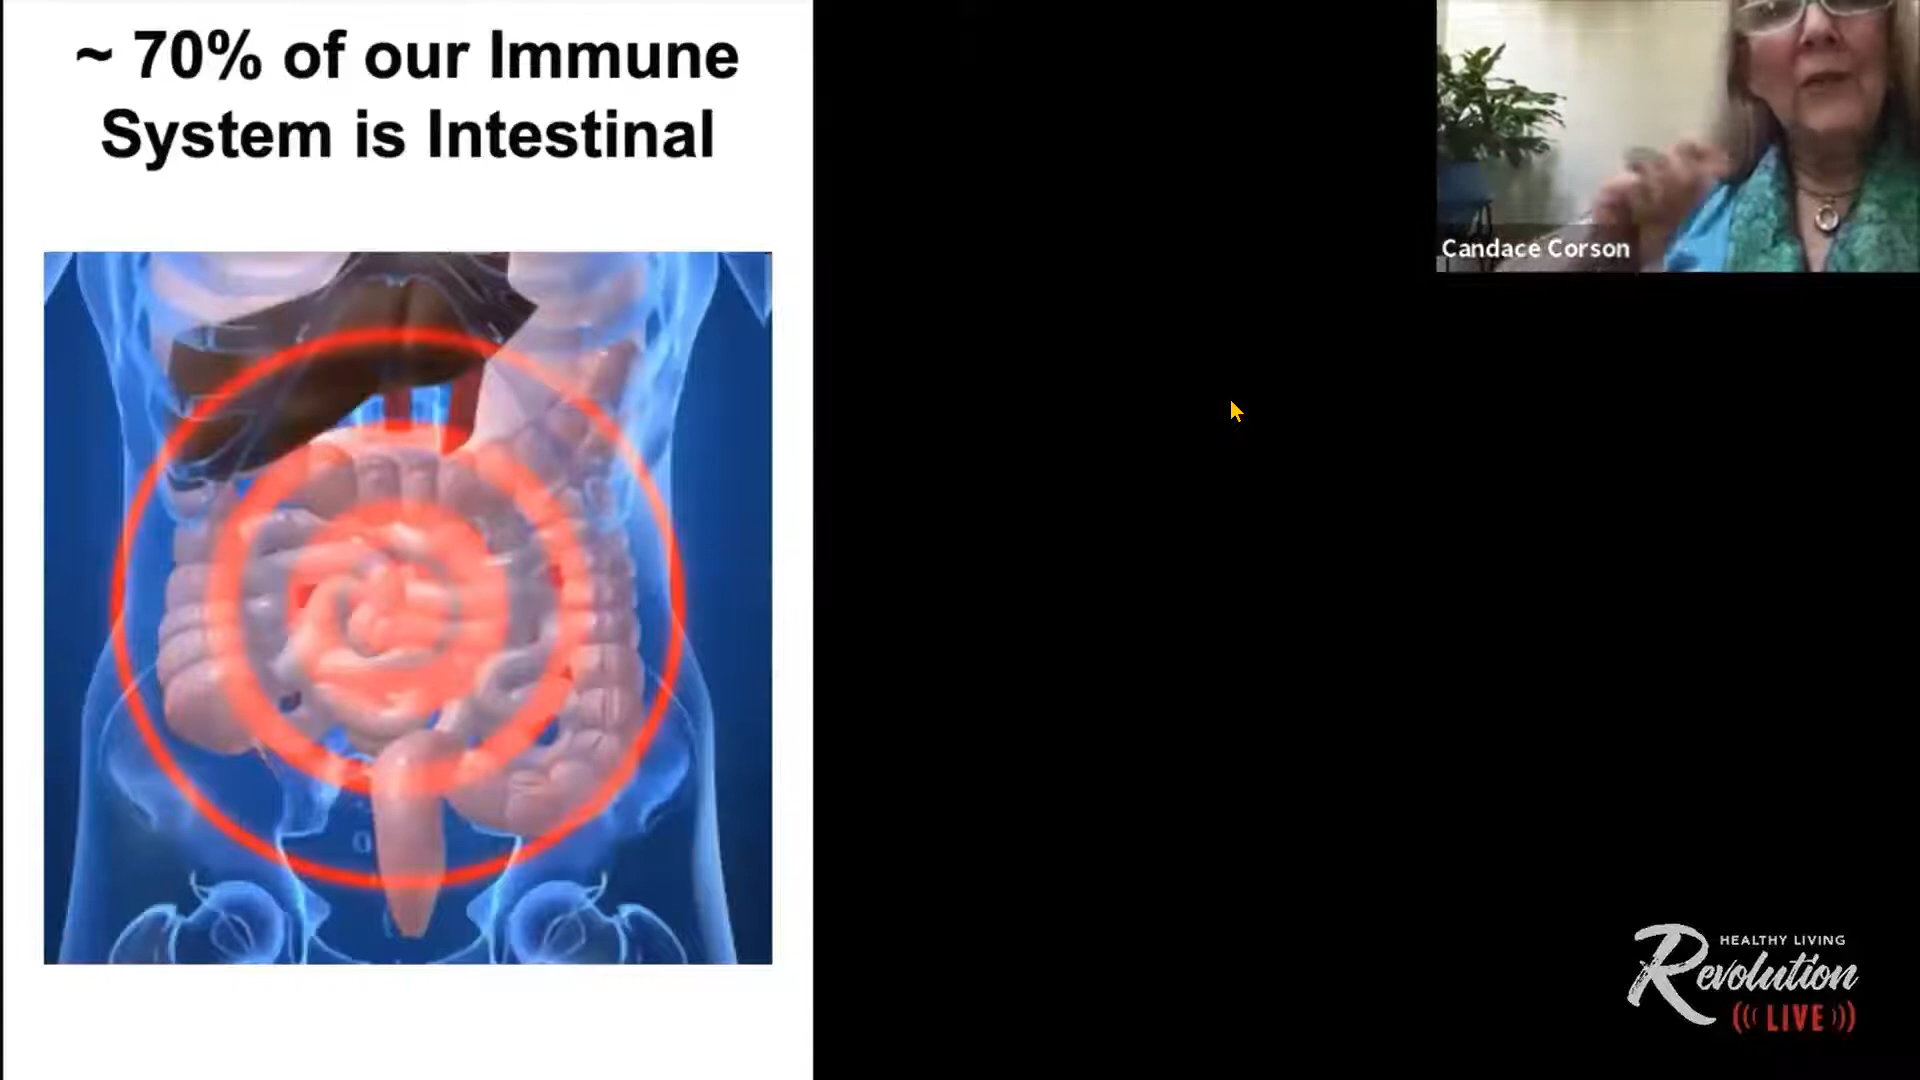 ~ 70% of our Immune
System is Intestinal
Candace Corson
HEALTHY LIVING
Revolution
((( LIVE )))